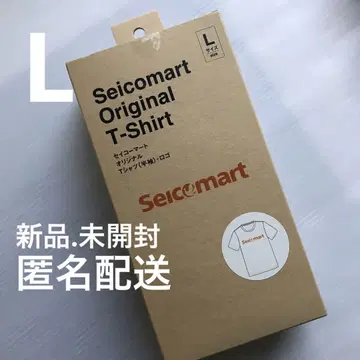 L
L
サイズ
Seicomart
Original
T-Shirt
セイコーマート
オリジナル
Tシャツ(半袖)・ロゴ
Seicomart
Seicomart
新品.未開封
匿名配送